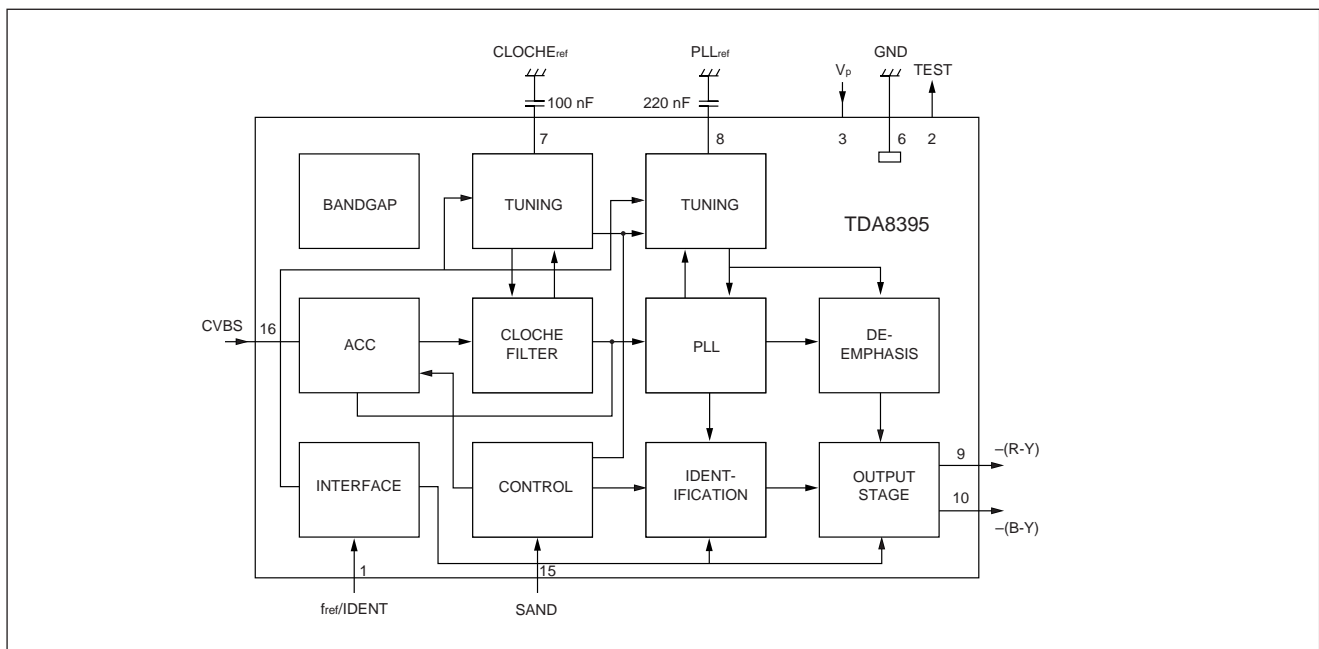 CLOCHEref
PLLref
GND
Vp
TEST
100 nF
220 nF
7
8
3
6
2
BANDGAP
TUNING
TUNING
TDA8395
CVBS
16
ACC
CLOCHE
FILTER
PLL
DE-
EMPHASIS
INTERFACE
CONTROL
IDENT-
IFICATION
OUTPUT
STAGE
9
–(R-Y)
10
–(B-Y)
1
15
fref/IDENT
SAND